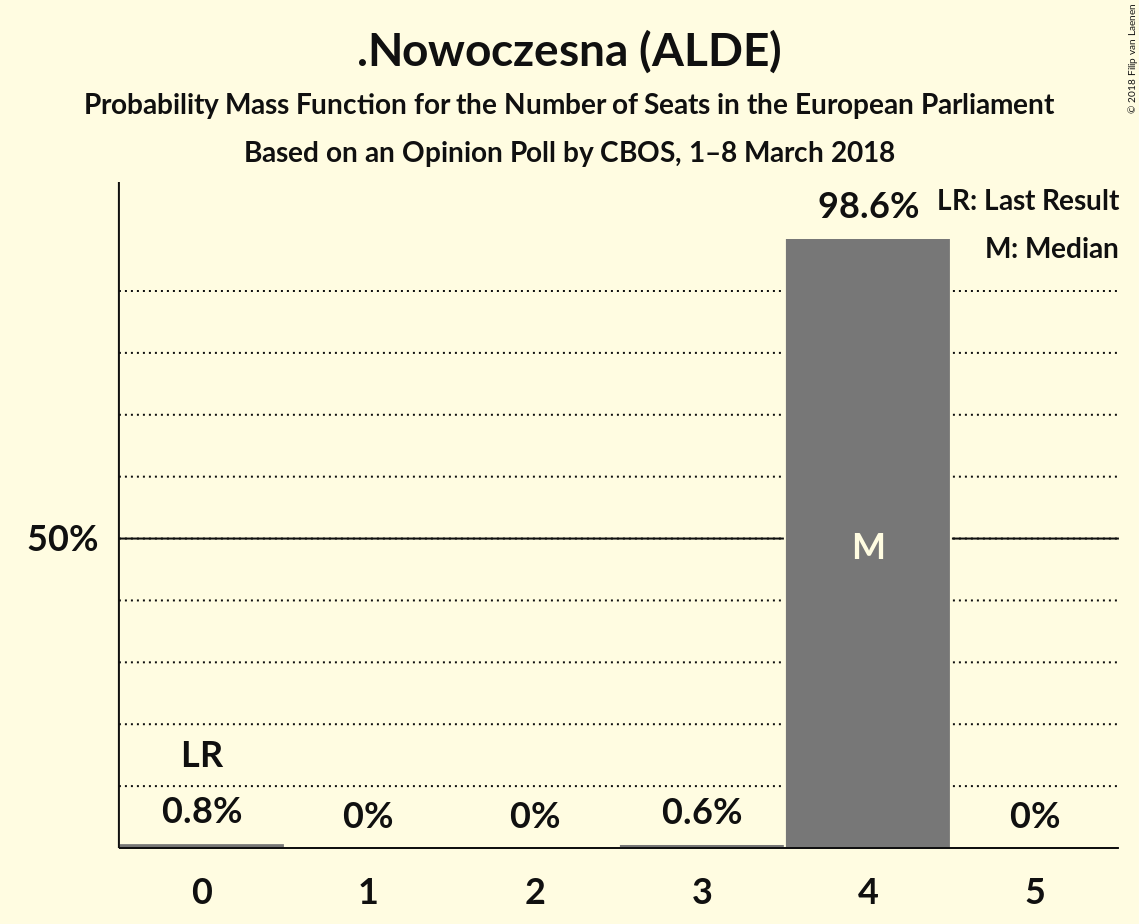 .Nowoczesna (ALDE)
Probability Mass Function for the Number of Seats in the European Parliament
Based on an Opinion Poll by CBOS, 1–8 March 2018
© 2018 Filip van Laenen
98.6%
LR: Last Result
M: Median
50%
M
LR
0.8%
0%
0%
0.6%
0%
0
1
2
3
4
5